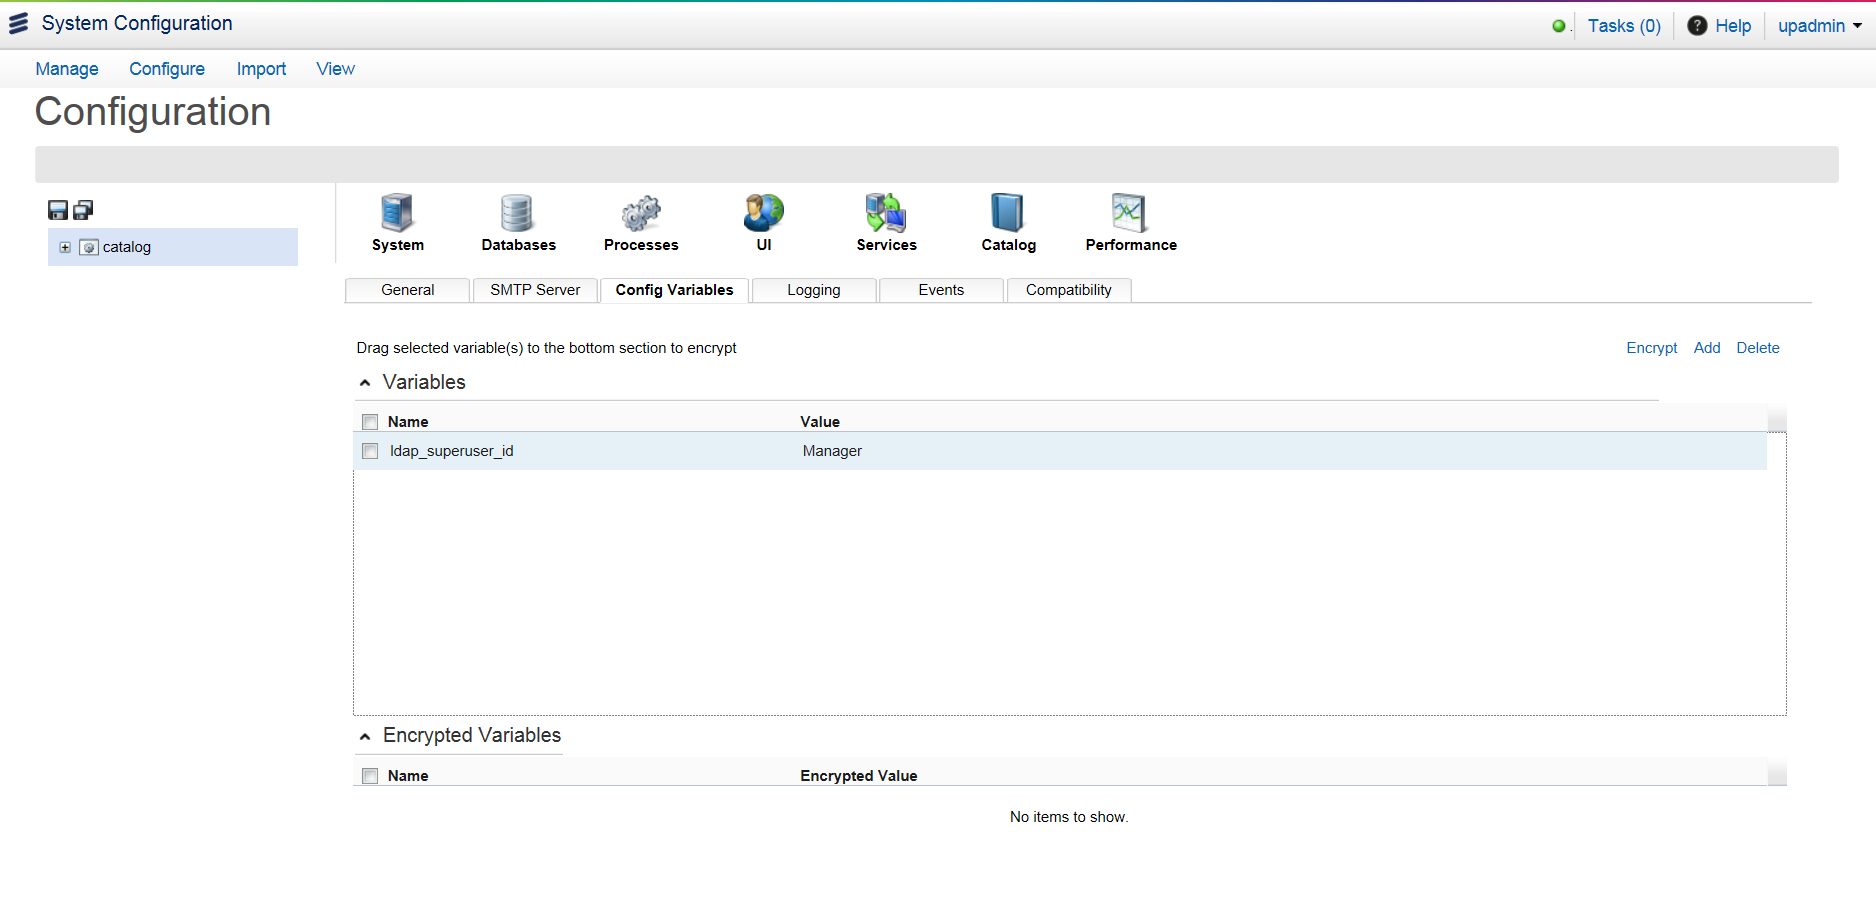 System Configuration
. Tasks (0) ? Help upadmin
Manage Configure Import View
Configuration
catalog
System Databases Processes UI Services Catalog Performance
General SMTP Server Config Variables Logging Events Compatibility
Drag selected variable(s) to the bottom section to encrypt Encrypt Add Delete
Variables
Name Value
ldap_superuser_id Manager
Encrypted Variables
Name Encrypted Value
No items to show.